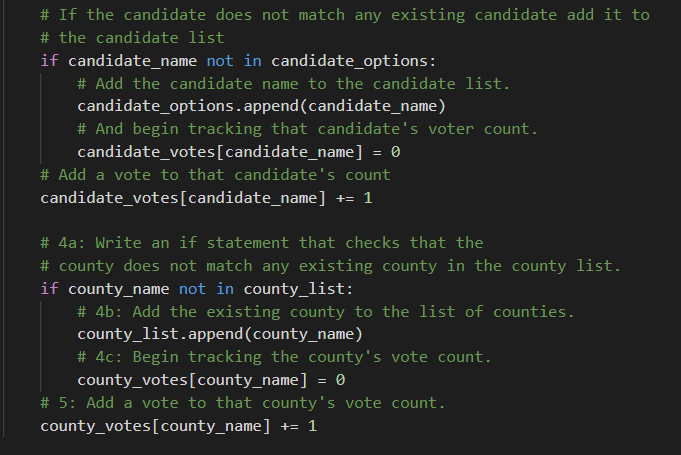 # If the candidate does not match any existing candidate add it to
# the candidate list
if candidate_name not in candidate_options:
# Add the candidate name to the candidate list.
candidate_options.append(candidate_name)
# And begin tracking that candidate's voter count.
candidate_votes[candidate_name] = 0
# Add a vote to that candidate's count
candidate_votes[candidate_name] += 1
# 4a: Write an if statement that checks that the
# county does not match any existing county in the county list.
if county_name not in county_list:
# 4b: Add the existing county to the list of counties.
county_list.append(county_name)
# 4c: Begin tracking the county's vote count.
county_votes[county_name] = 0
# 5: Add a vote to that county's vote count.
county_votes[county_name] += 1